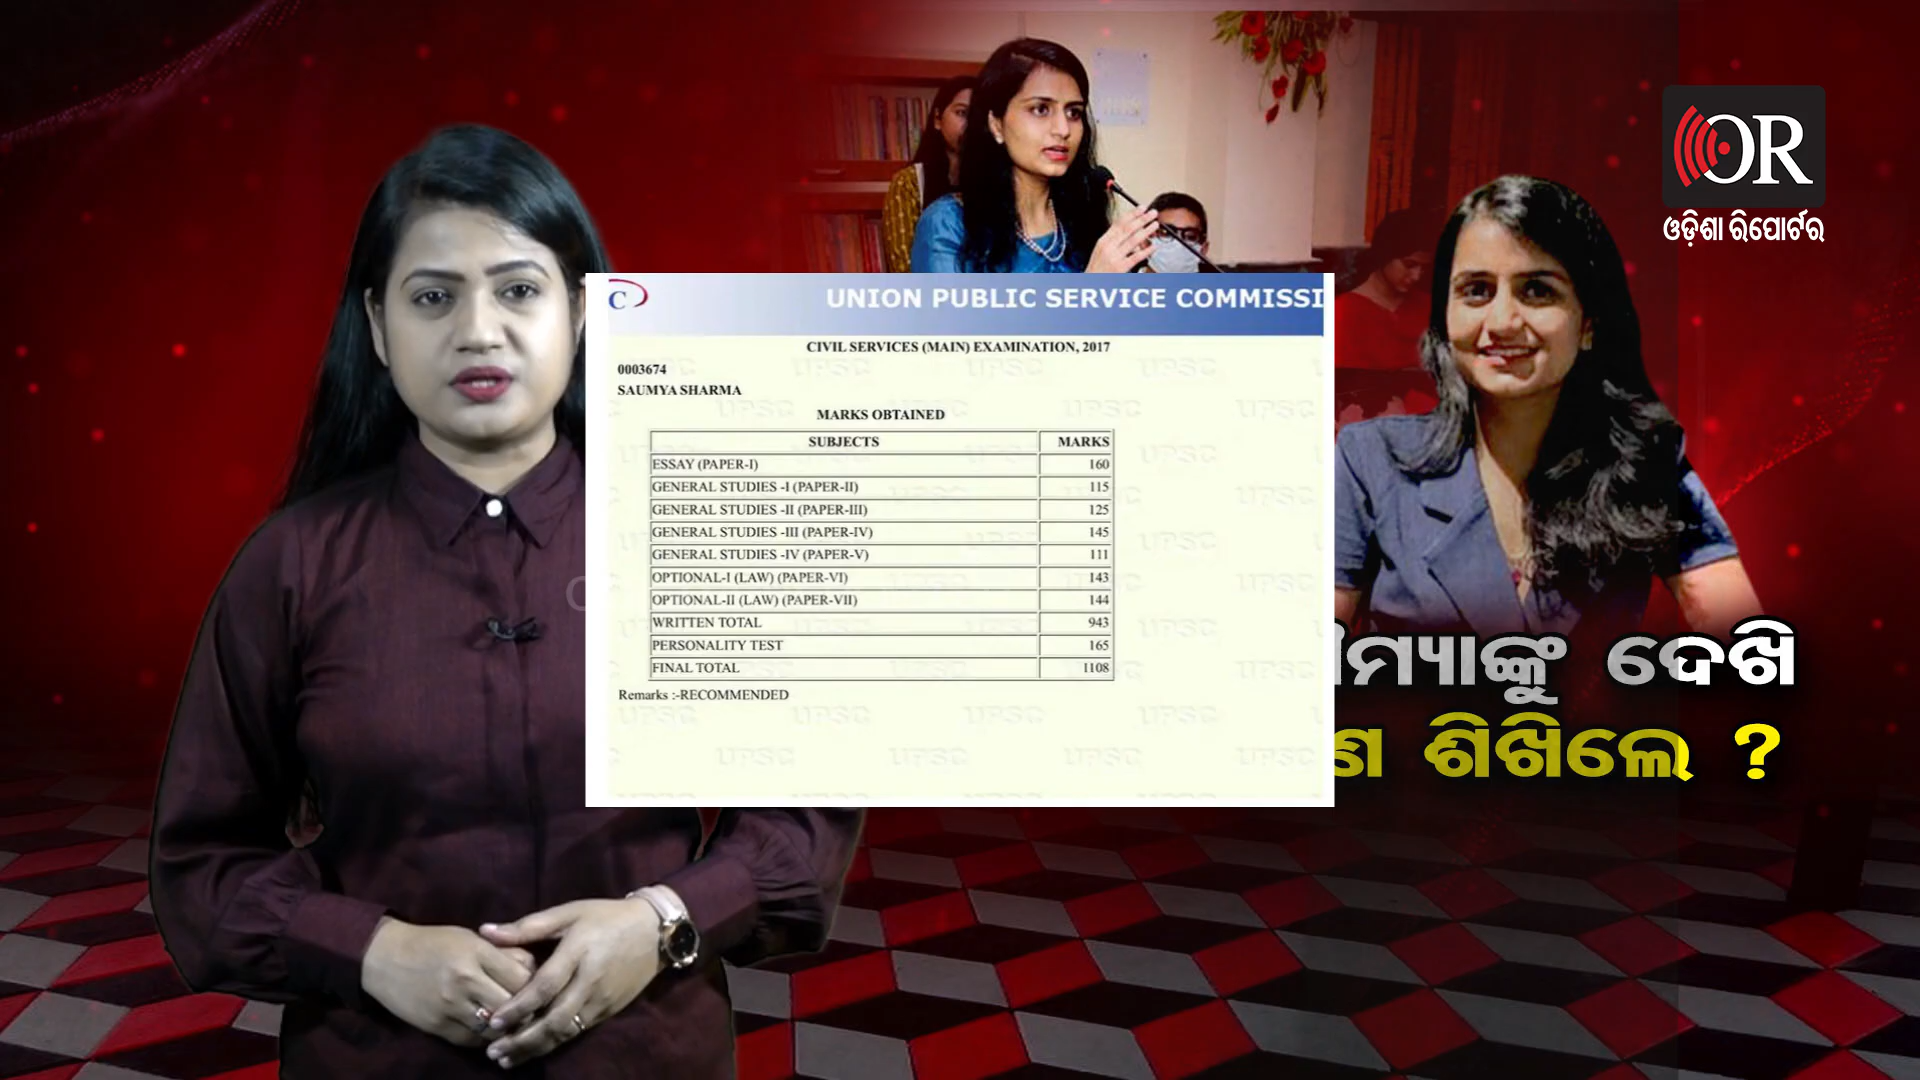 OR
ଓଡ଼ିଶା ରିପୋର୍ଟର
C
UNION PUBLIC SERVICE COMMISSI
CIVIL SERVICES (MAIN) EXAMINATION, 2017
0003674
SAUMYA SHARMA
MARKS OBTAINED
SUBJECTS MARKS
ESSAY (PAPER-I) 160
GENERAL STUDIES -I (PAPER-II) 115
GENERAL STUDIES -II (PAPER-III) 125
GENERAL STUDIES -III (PAPER-IV) 145
GENERAL STUDIES -IV (PAPER-V) 111
OPTIONAL-I (LAW) (PAPER-VI) 143
OPTIONAL-II (LAW) (PAPER-VII) 144
WRITTEN TOTAL 943
PERSONALITY TEST 165
FINAL TOTAL 1108
Remarks :-RECOMMENDED
ଦେଖି
ଶିଖିଲେ ?